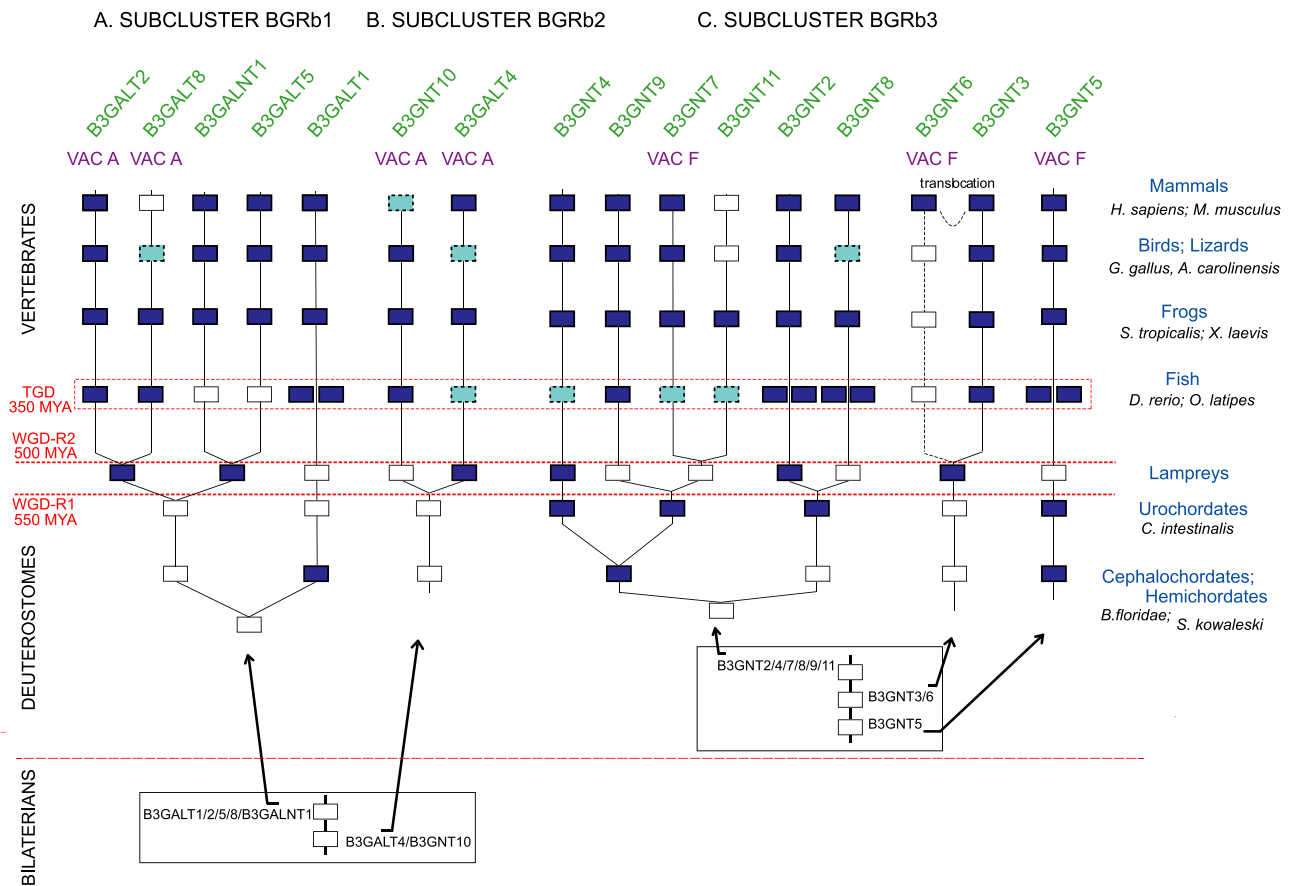 A. SUBCLUSTER BGRb1
B. SUBCLUSTER BGRb2
C. SUBCLUSTER BGRb3
B3GALT2
B3GALT8
B3GALNT1
B3GALT5
B3GALT1
B3GNT10
B3GALT4
B3GNT4
B3GNT9
B3GNT7
B3GNT11
B3GNT2
B3GNT8
B3GNT6
B3GNT3
B3GNT5
VAC A
VAC A
VAC A
VAC A
VAC F
VAC F
VAC F
VERTEBRATES
transbcation
Mammals
H. sapiens; M. musculus
Birds; Lizards
G. gallus, A. carolinensis
Frogs
S. tropicalis; X. laevis
TGD
350 MYA
Fish
D. rerio; O. latipes
WGD-R2
500 MYA
Lampreys
WGD-R1
550 MYA
Urochordates
C. intestinalis
DEUTEROSTOMES
Cephalochordates;
Hemichordates
B.floridae;
S. kowaleski
B3GNT2/4/7/8/9/11
B3GNT3/6
B3GNT5
BILATERIANS
B3GALT1/2/5/8/B3GALNT1
B3GALT4/B3GNT10